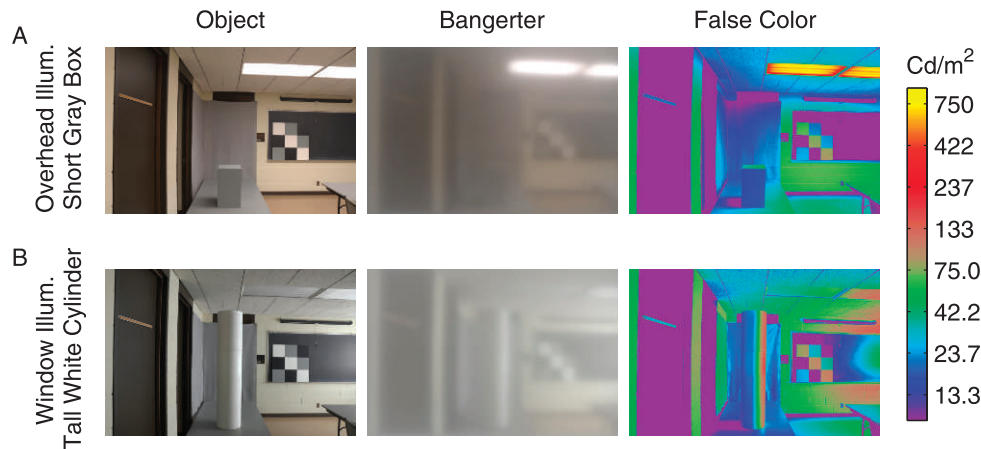 Object
Bangerter
False Color
A
Overhead Illum.
Short Gray Box
Cd/m²
750
422
237
133
75.0
42.2
23.7
13.3
B
Window Illum.
Tall White Cylinder